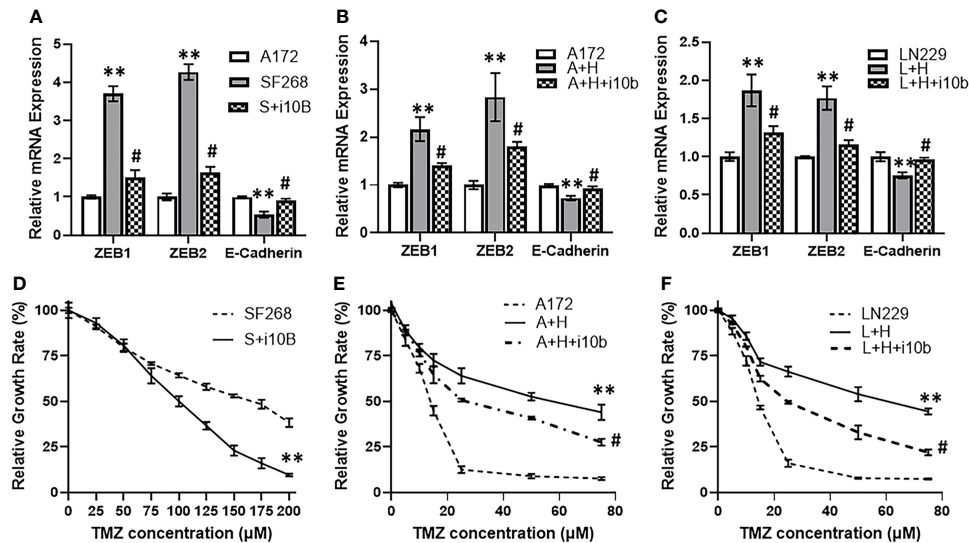 A
Relative mRNA Expression
5
4
3
2
1
0
A172
SF268
S+i10B
**
#
**
#
**
#
ZEB1 ZEB2 E-Cadherin
B
Relative mRNA Expression
4
3
2
1
0
A172
A+H
A+H+i10b
**
#
**
#
**
#
ZEB1 ZEB2 E-Cadherin
C
Relative mRNA Expression
2.5
2.0
1.5
1.0
0.5
0.0
LN229
L+H
L+H+i10b
**
#
**
#
**
#
ZEB1 ZEB2 E-Cadherin
D
Relative Growth Rate (%)
100
75
50
25
0
SF268
S+i10B
**
0 25 50 75 100 125 150 175 200
TMZ concentration (µM)
E
Relative Growth Rate (%)
100
75
50
25
0
A172
A+H
A+H+i10b
**
#
0 20 40 60 80
TMZ concentration (µM)
F
Relative Growth Rate (%)
100
75
50
25
0
LN229
L+H
L+H+i10b
**
#
0 20 40 60 80
TMZ concentration (µM)